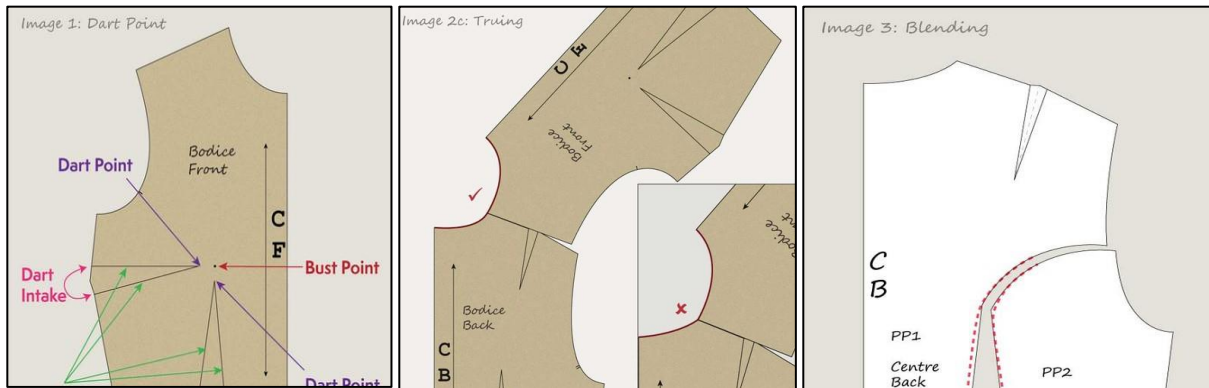 Image 1: Dart Point
Bodice
Front
Dart Point
C
F
Dart
Intake
Bust Point
Dart Point
Image 2c: Truing
C F
Bodice
Front
Bodice
Back
C
B
Image 3: Blending
C
B
PP1
Centre
Back
PP2